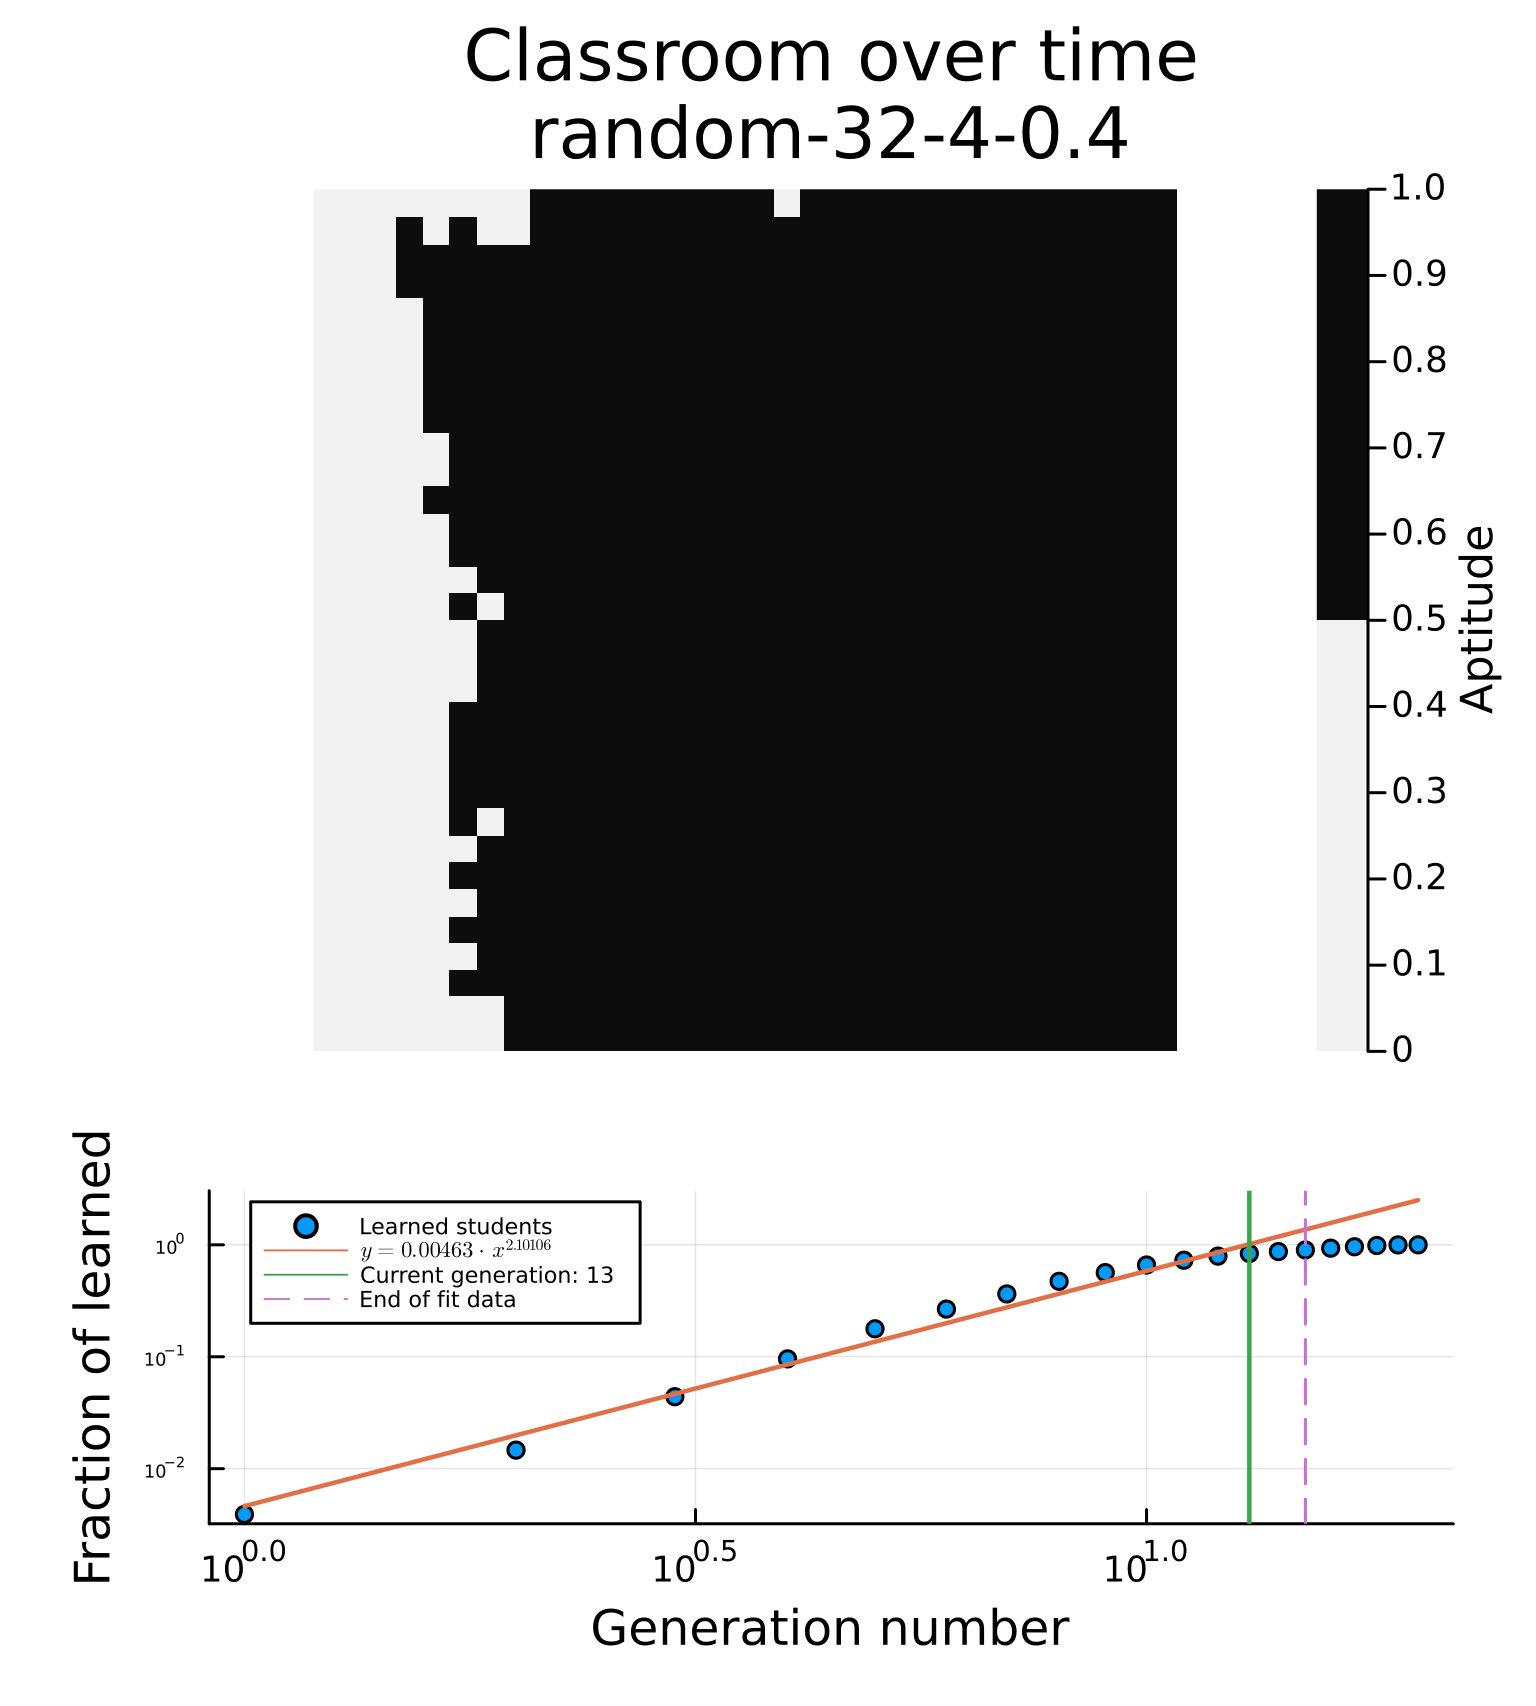 Classroom over time
random-32-4-0.4
1.0
0.9
0.8
0.7
0.6
0.5
0.4
0.3
0.2
0.1
0
Aptitude
Fraction of learned
10⁰
10⁻¹
10⁻²
Learned students
y = 0.00463 · x^2.10106
Current generation: 13
End of fit data
10^0.0
10^0.5
10^1.0
Generation number